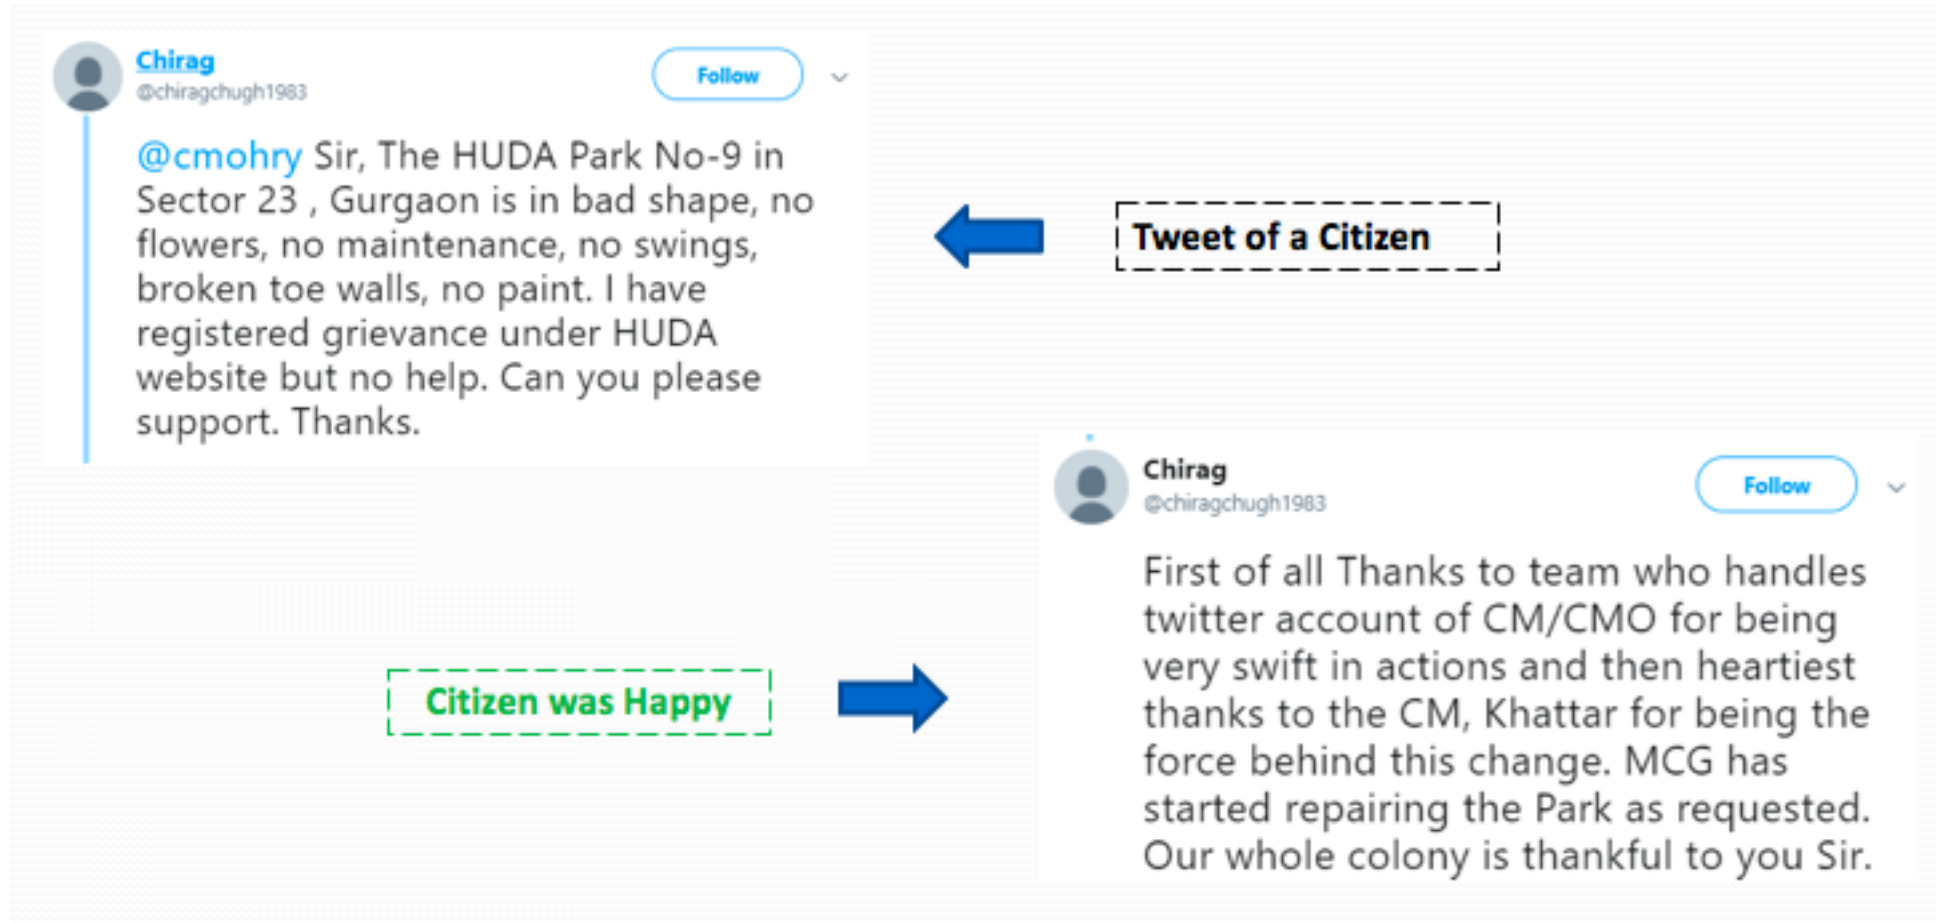 Chirag
@chiragchugh1983
Follow
@cmohry Sir, The HUDA Park No-9 in
Sector 23 , Gurgaon is in bad shape, no
flowers, no maintenance, no swings,
broken toe walls, no paint. I have
registered grievance under HUDA
website but no help. Can you please
support. Thanks.
Tweet of a Citizen
Chirag
@chiragchugh1983
Follow
First of all Thanks to team who handles
twitter account of CM/CMO for being
very swift in actions and then heartiest
thanks to the CM, Khattar for being the
force behind this change. MCG has
started repairing the Park as requested.
Our whole colony is thankful to you Sir.
Citizen was Happy